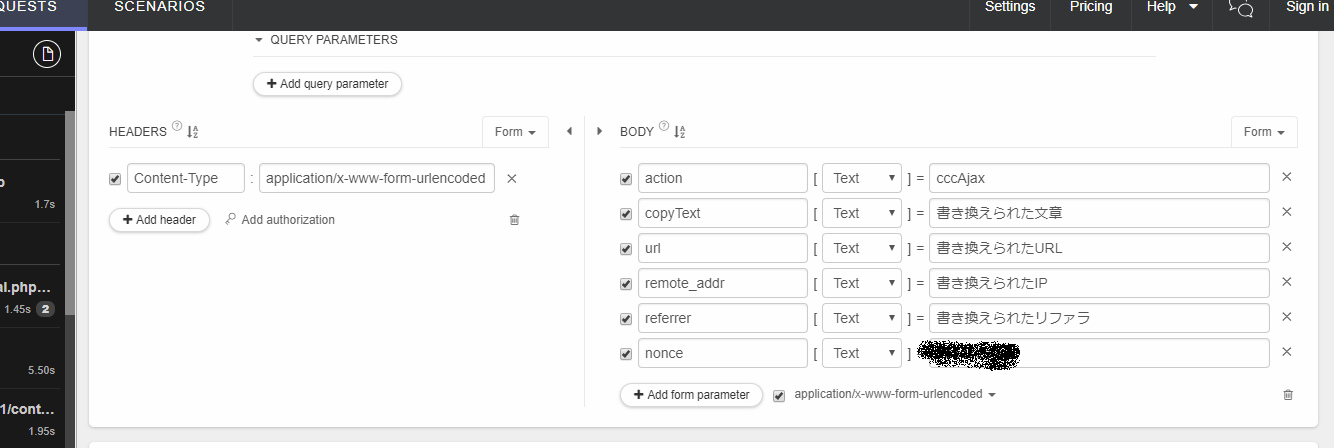 QUESTS SCENARIOS Settings Pricing Help Sign in
QUERY PARAMETERS
+ Add query parameter
HEADERS ? Form BODY ? Form
Content-Type : application/x-www-form-urlencoded
action [ Text ] = cccAjax
1.7s
+ Add header Add authorization
copyText [ Text ] = 書き換えられた文章
url [ Text ] = 書き換えられたURL
al.php…
remote_addr [ Text ] = 書き換えられたIP
1.45s 2
referrer [ Text ] = 書き換えられたリファラ
nonce [ Text ]
5.50s
+ Add form parameter application/x-www-form-urlencoded
1/cont…
1.95s